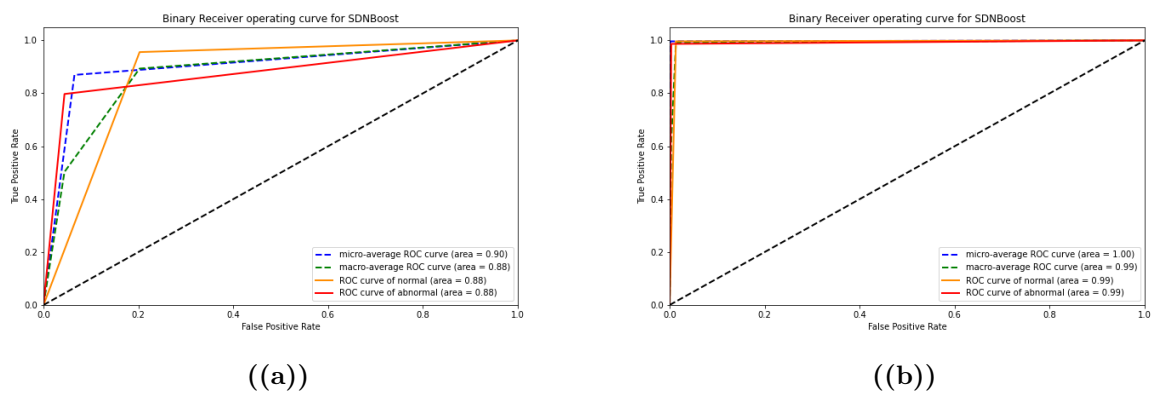 Binary Receiver operating curve for SDNBoost
1.0
0.8
0.6
0.4
0.2
0.0
True Positive Rate
micro-average ROC curve (area = 0.90)
macro-average ROC curve (area = 0.88)
ROC curve of normal (area = 0.88)
ROC curve of abnormal (area = 0.88)
0.0 0.2 0.4 0.6 0.8 1.0
False Positive Rate
((a))
Binary Receiver operating curve for SDNBoost
1.0
0.8
0.6
0.4
0.2
0.0
True Positive Rate
micro-average ROC curve (area = 1.00)
macro-average ROC curve (area = 0.99)
ROC curve of normal (area = 0.99)
ROC curve of abnormal (area = 0.99)
0.0 0.2 0.4 0.6 0.8 1.0
False Positive Rate
((b))